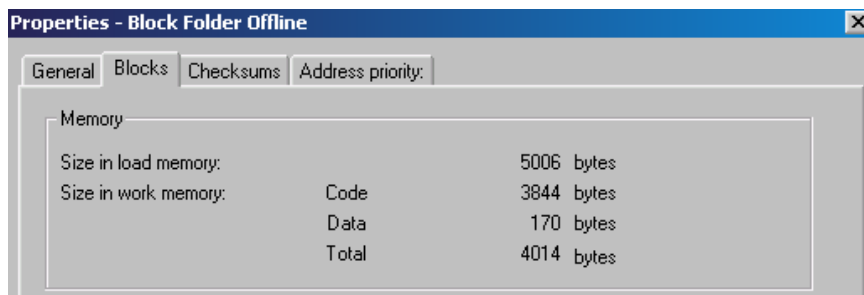 Properties - Block Folder Offline
General Blocks Checksums Address priority:
Memory
Size in load memory: 5006 bytes
Size in work memory: Code 3844 bytes
Data 170 bytes
Total 4014 bytes